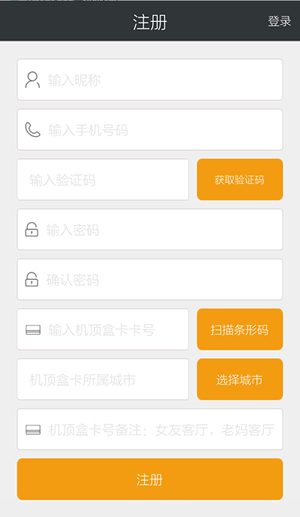 注册
登录
输入昵称
输入手机号码
输入验证码
获取验证码
输入密码
确认密码
输入机顶盒卡卡号
扫描条形码
机顶盒卡所属城市
选择城市
机顶盒卡号备注：女友客厅，老妈客厅
注册